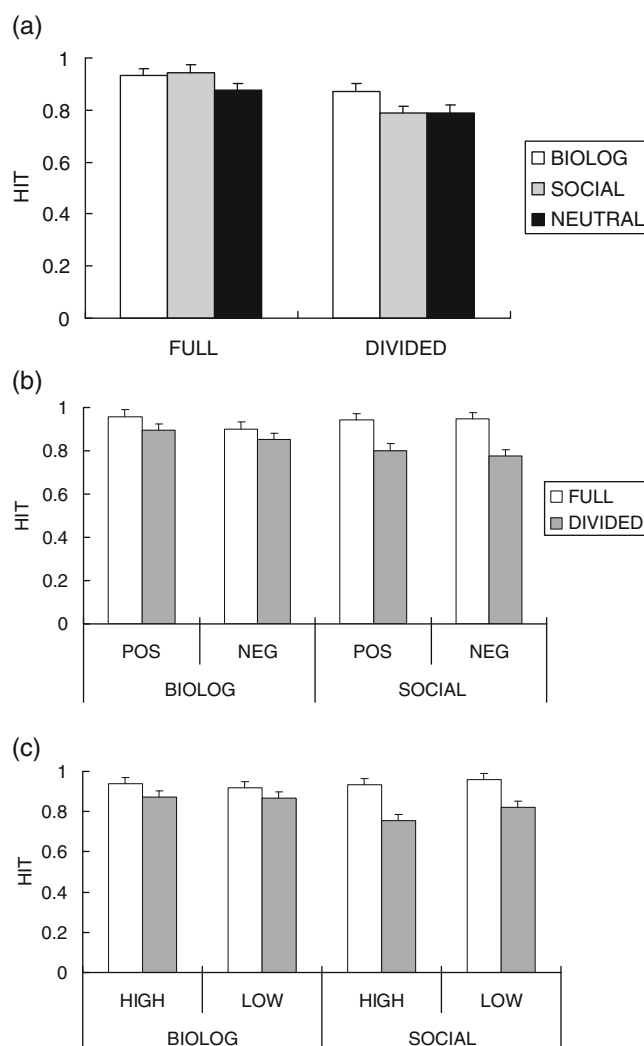 (a)
1
0.8
0.6
0.4
0.2
0
HIT
FULL DIVIDED
BIOLOG
SOCIAL
NEUTRAL
(b)
1
0.8
0.6
0.4
0.2
0
HIT
POS NEG POS NEG
BIOLOG SOCIAL
FULL
DIVIDED
(c)
1
0.8
0.6
0.4
0.2
0
HIT
HIGH LOW HIGH LOW
BIOLOG SOCIAL